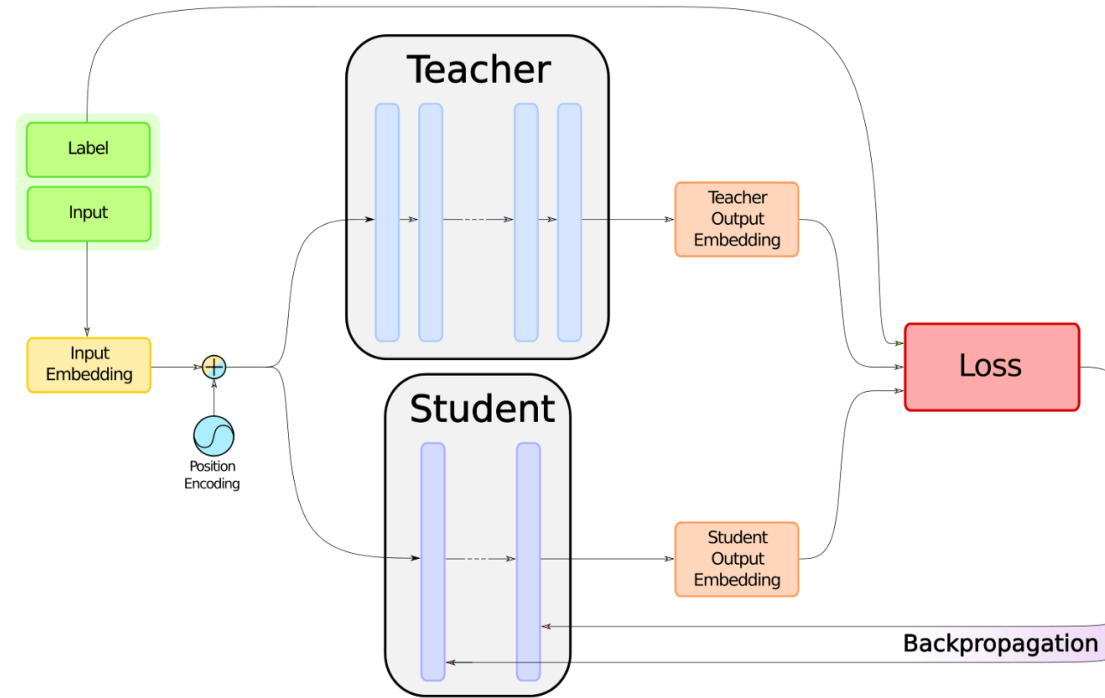 Teacher
Label
Input
Teacher
Output
Embedding
Input
Embedding
Loss
Student
Position
Encoding
Student
Output
Embedding
Backpropagation